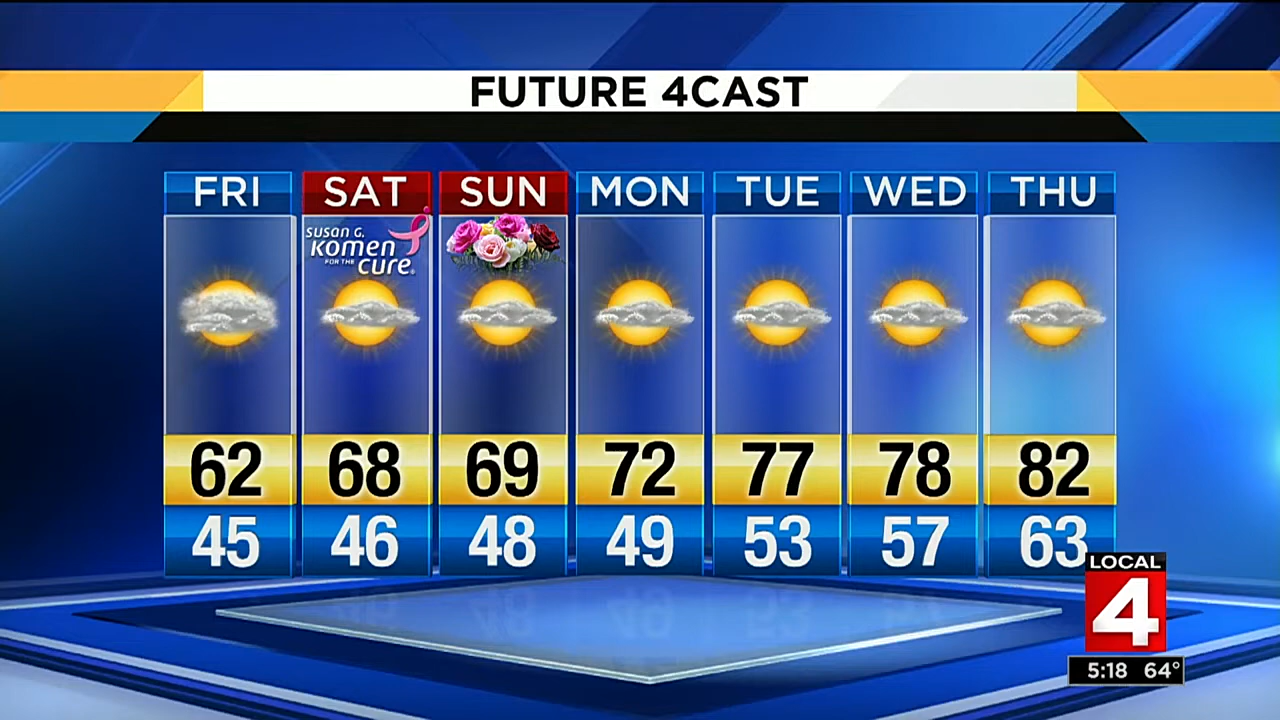 FUTURE 4CAST
FRI SAT SUN MON TUE WED THU
SUSAN G.
Komen
FOR THE
cure®
62 68 69 72 77 78 82
45 46 48 49 53 57 63
LOCAL
4
5:18 64°